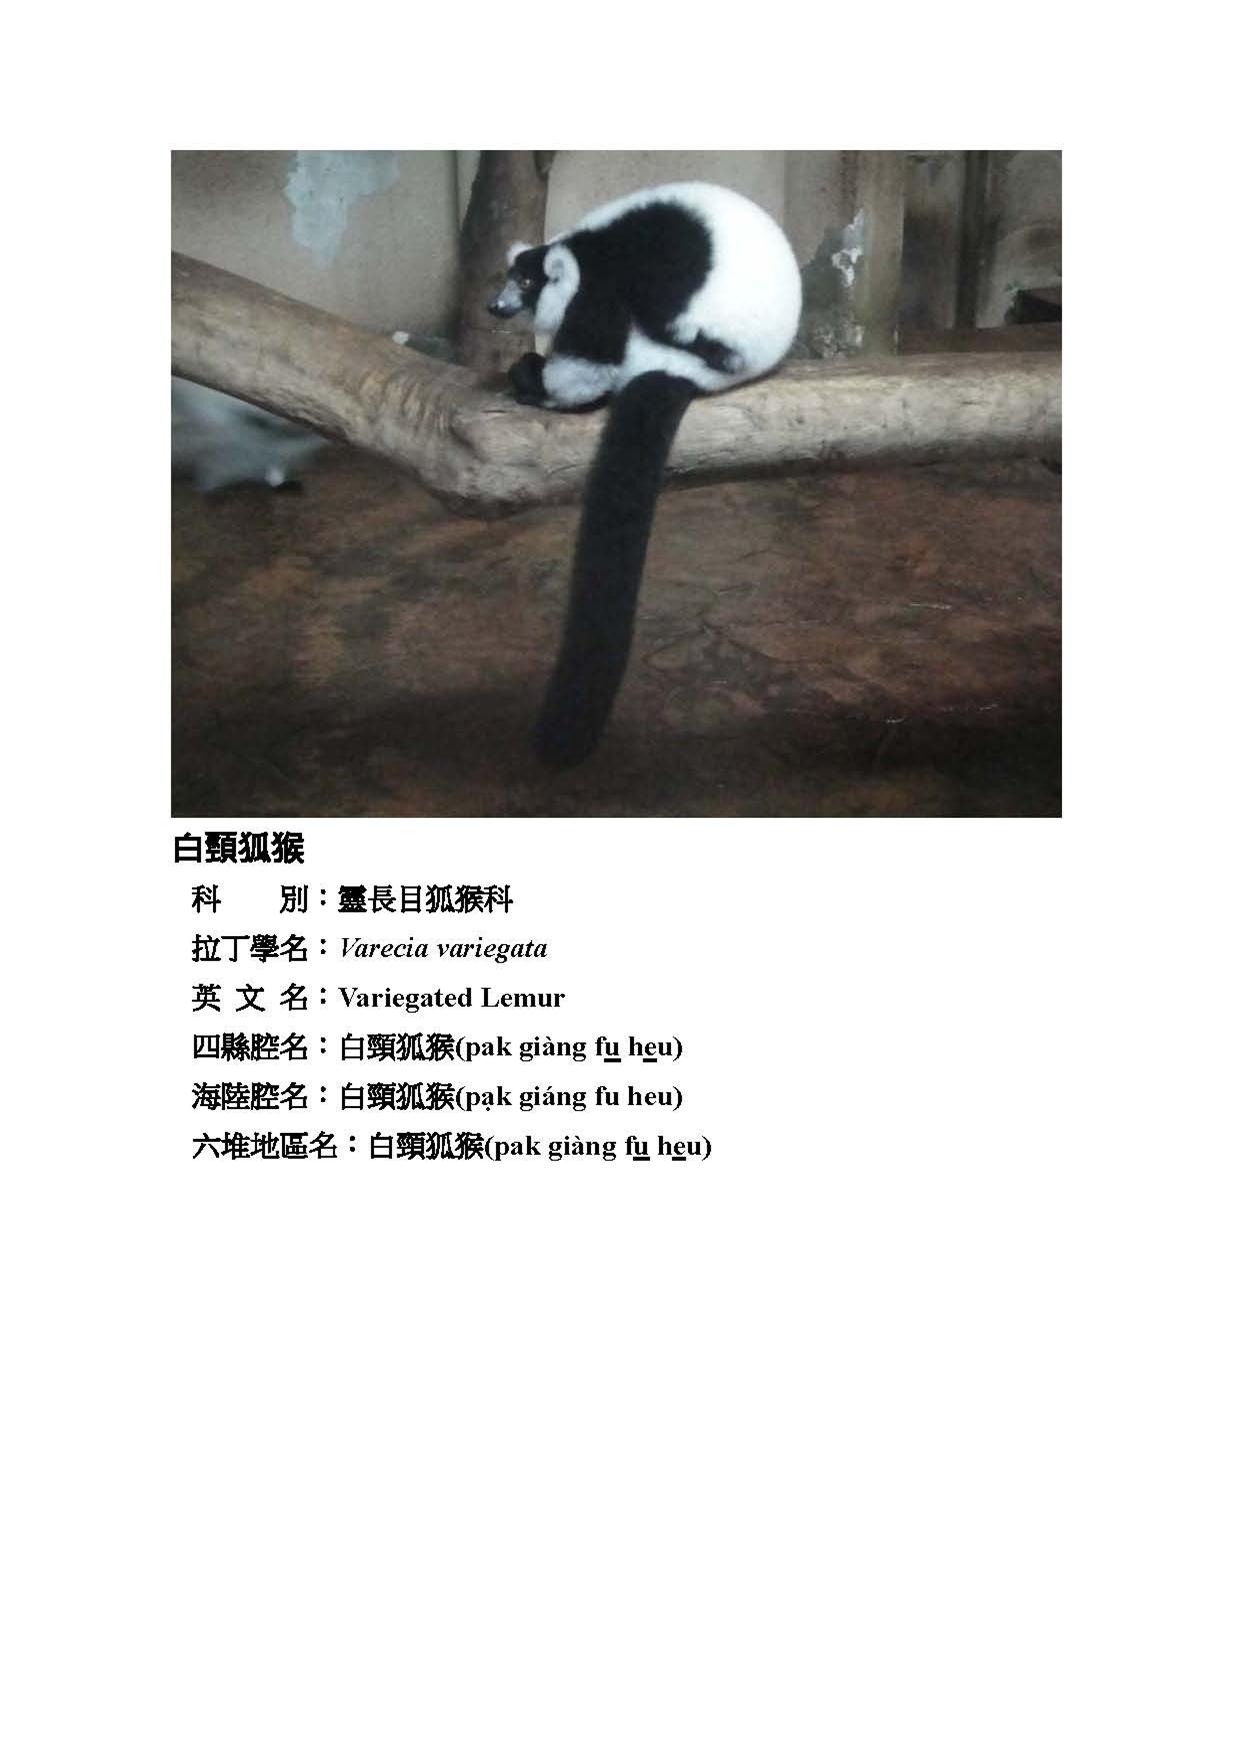 白頸狐猴
科　　別：靈長目狐猴科
拉丁學名：Varecia variegata
英 文 名：Variegated Lemur
四縣腔名：白頸狐猴(pak giàng fu̲ he̲u)
海陸腔名：白頸狐猴(pạk giáng fu heu)
六堆地區名：白頸狐猴(pak giàng fu̲ he̲u)